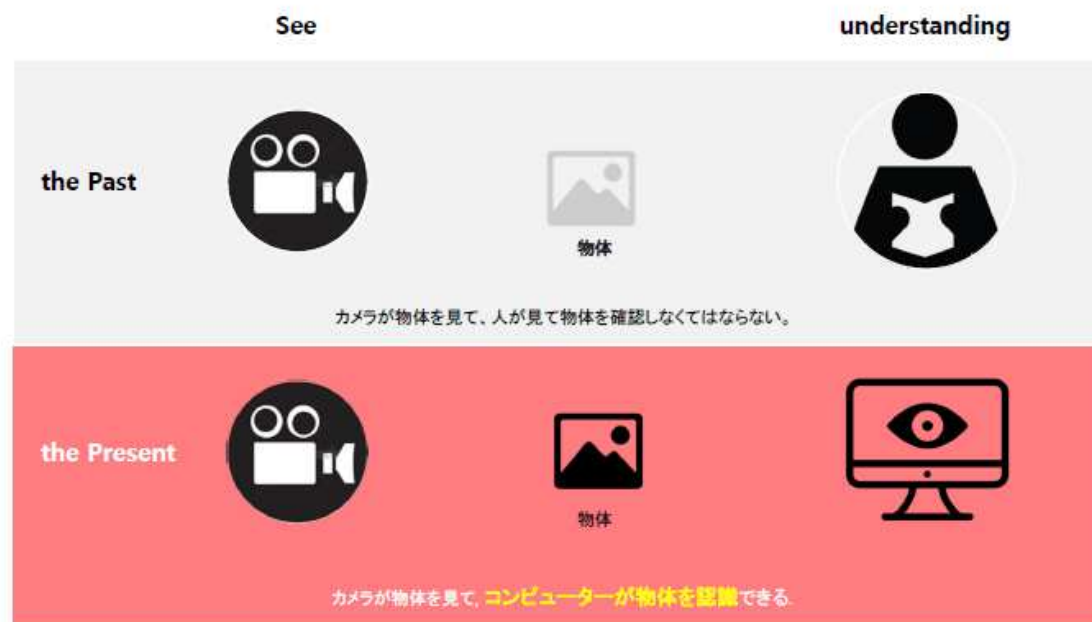 See
understanding
the Past
物体
カメラが物体を見て、人が見て物体を確認しなくてはならない。
the Present
物体
カメラが物体を見て, コンピューターが物体を認識できる.